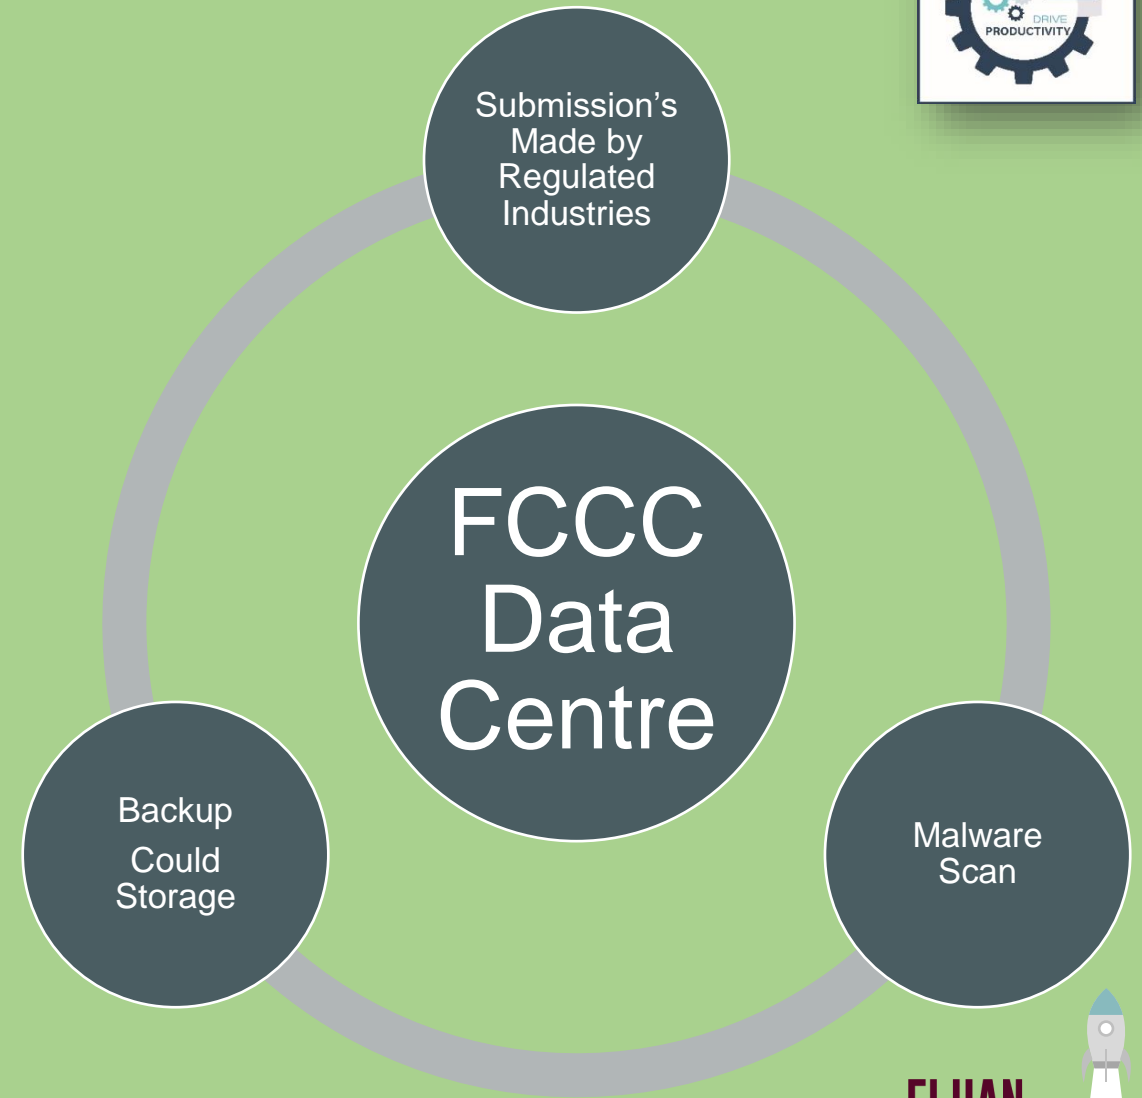 DRIVE
PRODUCTIVITY
Submission’s
Made by
Regulated
Industries
FCCC
Data
Centre
Backup
Could
Storage
Malware
Scan